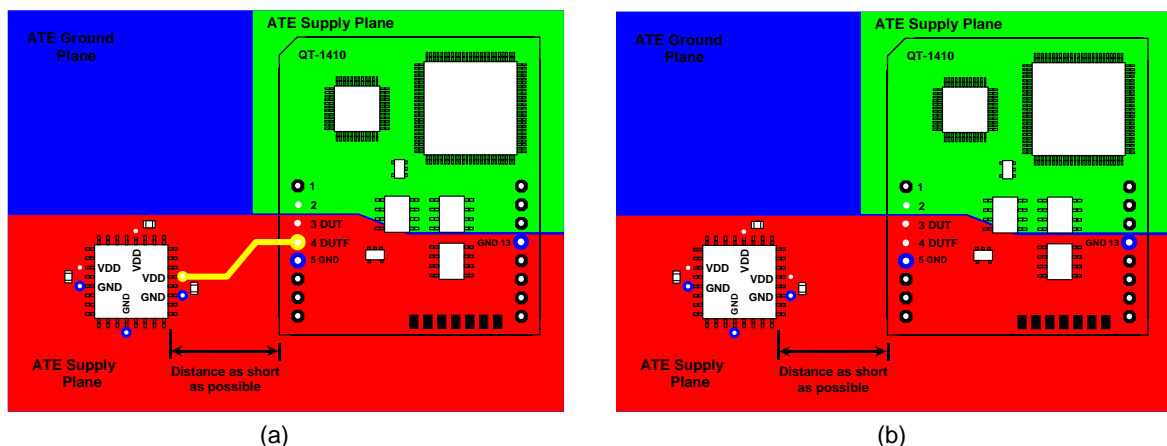 ATE Supply Plane
ATE Ground
Plane
QT-1410
1
2
3 DUT
4 DUTF
5 GND
GND 13
VDD
VDD
VDD
GND
GND
GND
ATE Supply
Plane
Distance as short
as possible
(a)
ATE Supply Plane
ATE Ground
Plane
QT-1410
1
2
3 DUT
4 DUTF
5 GND
GND 13
VDD
VDD
VDD
GND
GND
GND
ATE Supply
Plane
Distance as short
as possible
(b)